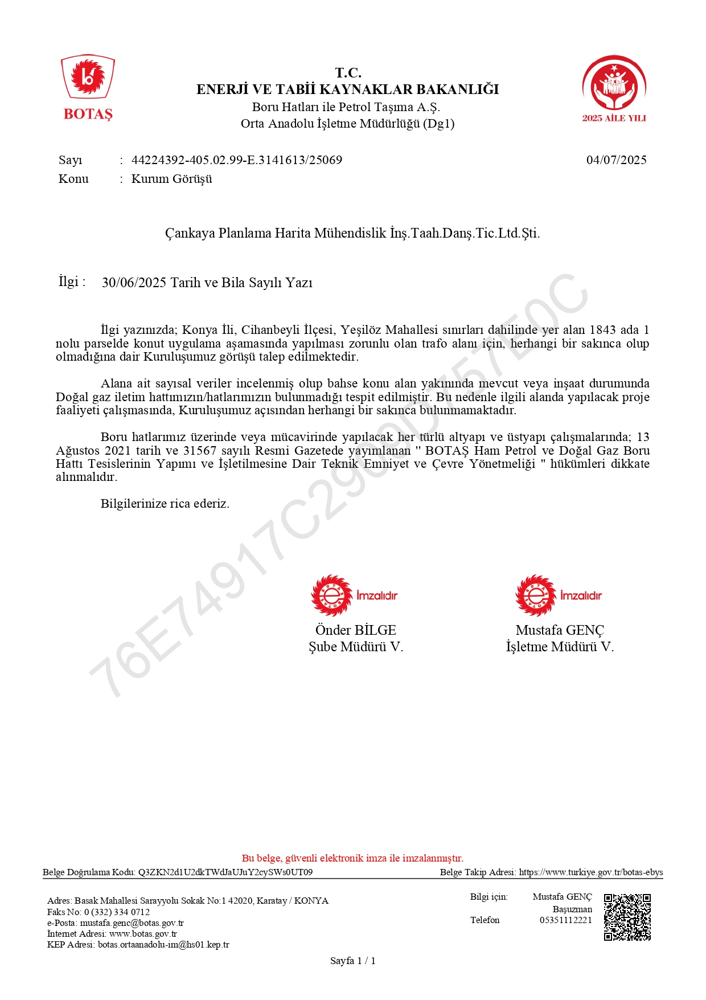 BOTAŞ
T.C.
ENERJİ VE TABİİ KAYNAKLAR BAKANLIĞI
Boru Hatları ile Petrol Taşıma A.Ş.
Orta Anadolu İşletme Müdürlüğü (Dg1)
2025 AİLE YILI
Sayı : 44224392-405.02.99-E.3141613/25069 04/07/2025
Konu : Kurum Görüşü
Çankaya Planlama Harita Mühendislik İnş.Taah.Danş.Tic.Ltd.Şti.
İlgi : 30/06/2025 Tarih ve Bila Sayılı Yazı
İlgi yazınızda; Konya İli, Cihanbeyli İlçesi, Yeşilöz Mahallesi sınırları dahilinde yer alan 1843 ada 1
nolu parselde konut uygulama aşamasında yapılması zorunlu olan trafo alanı için, herhangi bir sakınca olup
olmadığına dair Kuruluşumuz görüşü talep edilmektedir.
Alana ait sayısal veriler incelenmiş olup bahse konu alan yakınında mevcut veya inşaat durumunda
Doğal gaz iletim hattımızın/hatlarımızın bulunmadığı tespit edilmiştir. Bu nedenle ilgili alanda yapılacak proje
faaliyeti çalışmasında, Kuruluşumuz açısından herhangi bir sakınca bulunmamaktadır.
Boru hatlarımız üzerinde veya mücavirinde yapılacak her türlü altyapı ve üstyapı çalışmalarında; 13
Ağustos 2021 tarih ve 31567 sayılı Resmi Gazetede yayımlanan " BOTAŞ Ham Petrol ve Doğal Gaz Boru
Hattı Tesislerinin Yapımı ve İşletilmesine Dair Teknik Emniyet ve Çevre Yönetmeliği " hükümleri dikkate
alınmalıdır.
Bilgilerinize rica ederiz.
76E74917C2909D757E0C
BOTAŞ BOTAŞ e İmzalıdır BOTAŞ BOTAŞ e İmzalıdır
Önder BİLGE Mustafa GENÇ
Şube Müdürü V. İşletme Müdürü V.
Bu belge, güvenli elektronik imza ile imzalanmıştır.
Belge Doğrulama Kodu: Q3ZKN2d1U2dkTWdJaUJuY2cySWs0UT09 Belge Takip Adresi: https://www.turkiye.gov.tr/botas-ebys
Adres: Basak Mahallesi Sarayyolu Sokak No:1 42020, Karatay / KONYA
Faks No: 0 (332) 334 0712
e-Posta: mustafa.genc@botas.gov.tr
İnternet Adresi: www.botas.gov.tr
KEP Adresi: botas.ortaanadolu-im@hs01.kep.tr
Bilgi için: Mustafa GENÇ
Başuzman
Telefon 05351112221
Sayfa 1 / 1